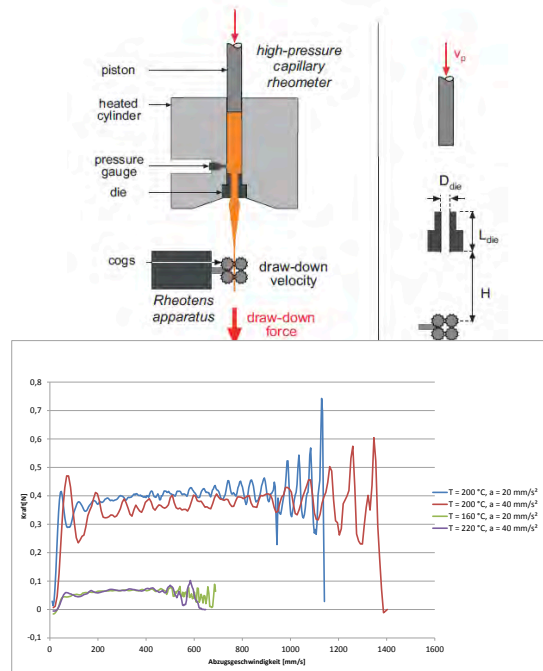 high-pressure
capillary
rheometer
piston
heated
cylinder
pressure
gauge
die
cogs
draw-down
velocity
Rheotens
apparatus
draw-down
force
vp
Ddie
Ldie
H
0,8
0,7
0,6
0,5
0,4
0,3
0,2
0,1
0
-0,1
Kraft[N]
0 200 400 600 800 1000 1200 1400 1600
Abzugsgeschwindigkeit [mm/s]
T = 200 °C, a = 20 mm/s²
T = 200 °C, a = 40 mm/s²
T = 160 °C, a = 20 mm/s²
T = 220 °C, a = 40 mm/s²